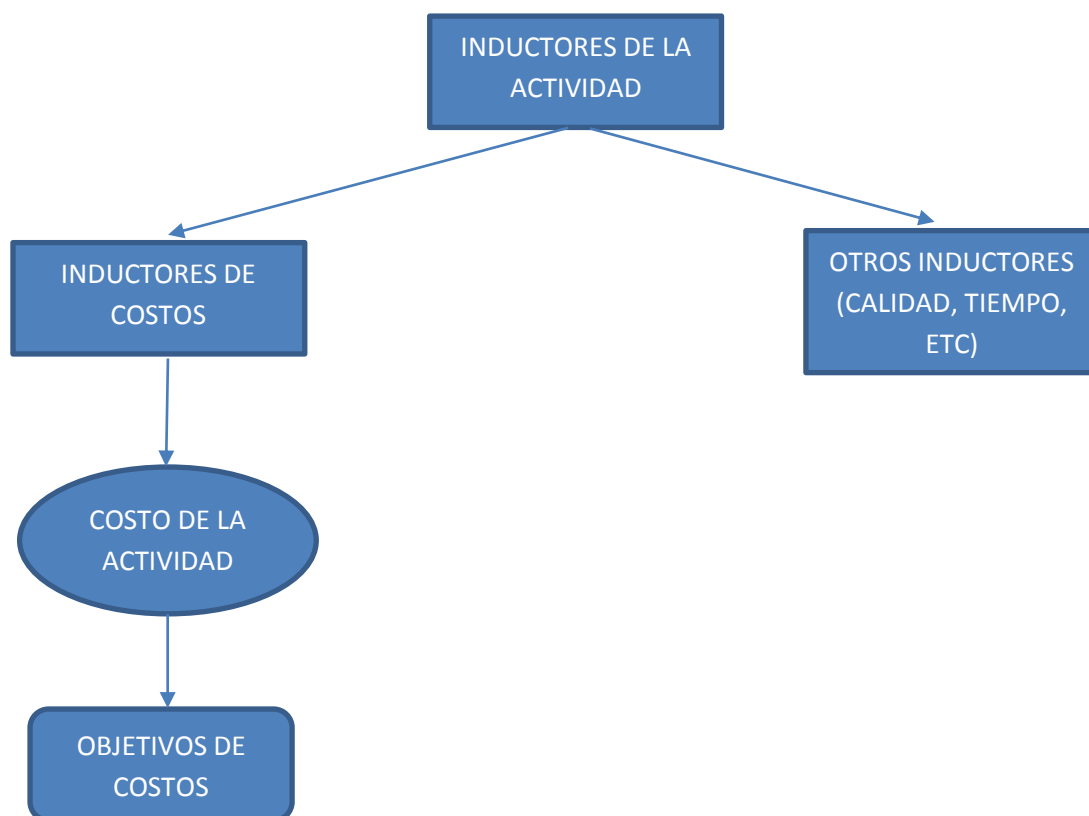 INDUCTORES DE LA
ACTIVIDAD
INDUCTORES DE
COSTOS
OTROS INDUCTORES
(CALIDAD, TIEMPO,
ETC)
COSTO DE LA
ACTIVIDAD
OBJETIVOS DE
COSTOS